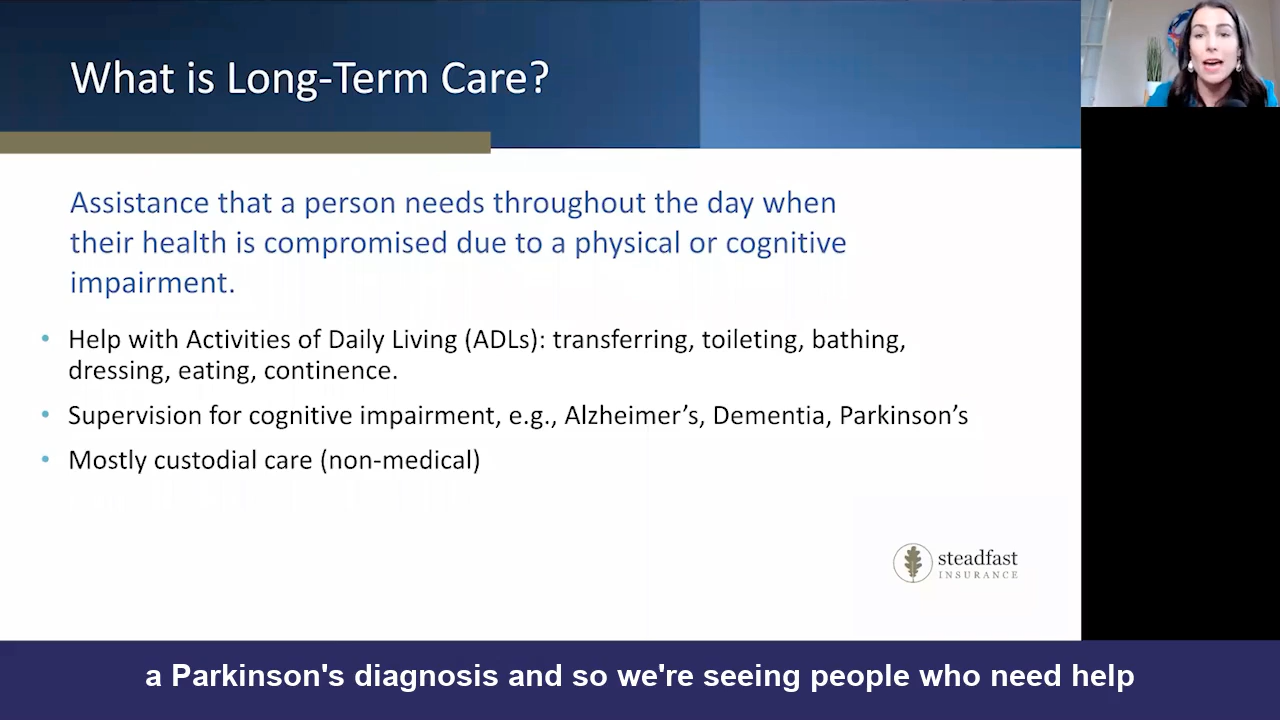 What is Long-Term Care?
Assistance that a person needs throughout the day when
their health is compromised due to a physical or cognitive
impairment.
• Help with Activities of Daily Living (ADLs): transferring, toileting, bathing,
dressing, eating, continence.
• Supervision for cognitive impairment, e.g., Alzheimer’s, Dementia, Parkinson’s
• Mostly custodial care (non-medical)
steadfast
INSURANCE
a Parkinson's diagnosis and so we're seeing people who need help